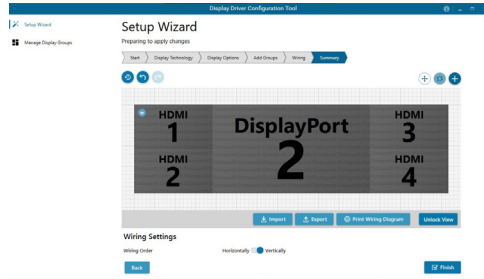 Display Driver Configuration Tool
Setup Wizard
Manage Display Groups
Setup Wizard
Preparing to apply changes
Start Display Technology Display Options Add Groups Wiring Summary
HDMI
1
HDMI
2
DisplayPort
2
HDMI
3
HDMI
4
Import Export Print Wiring Diagram Unlock View
Wiring Settings
Wiring Order Horizontally Vertically
Back Finish